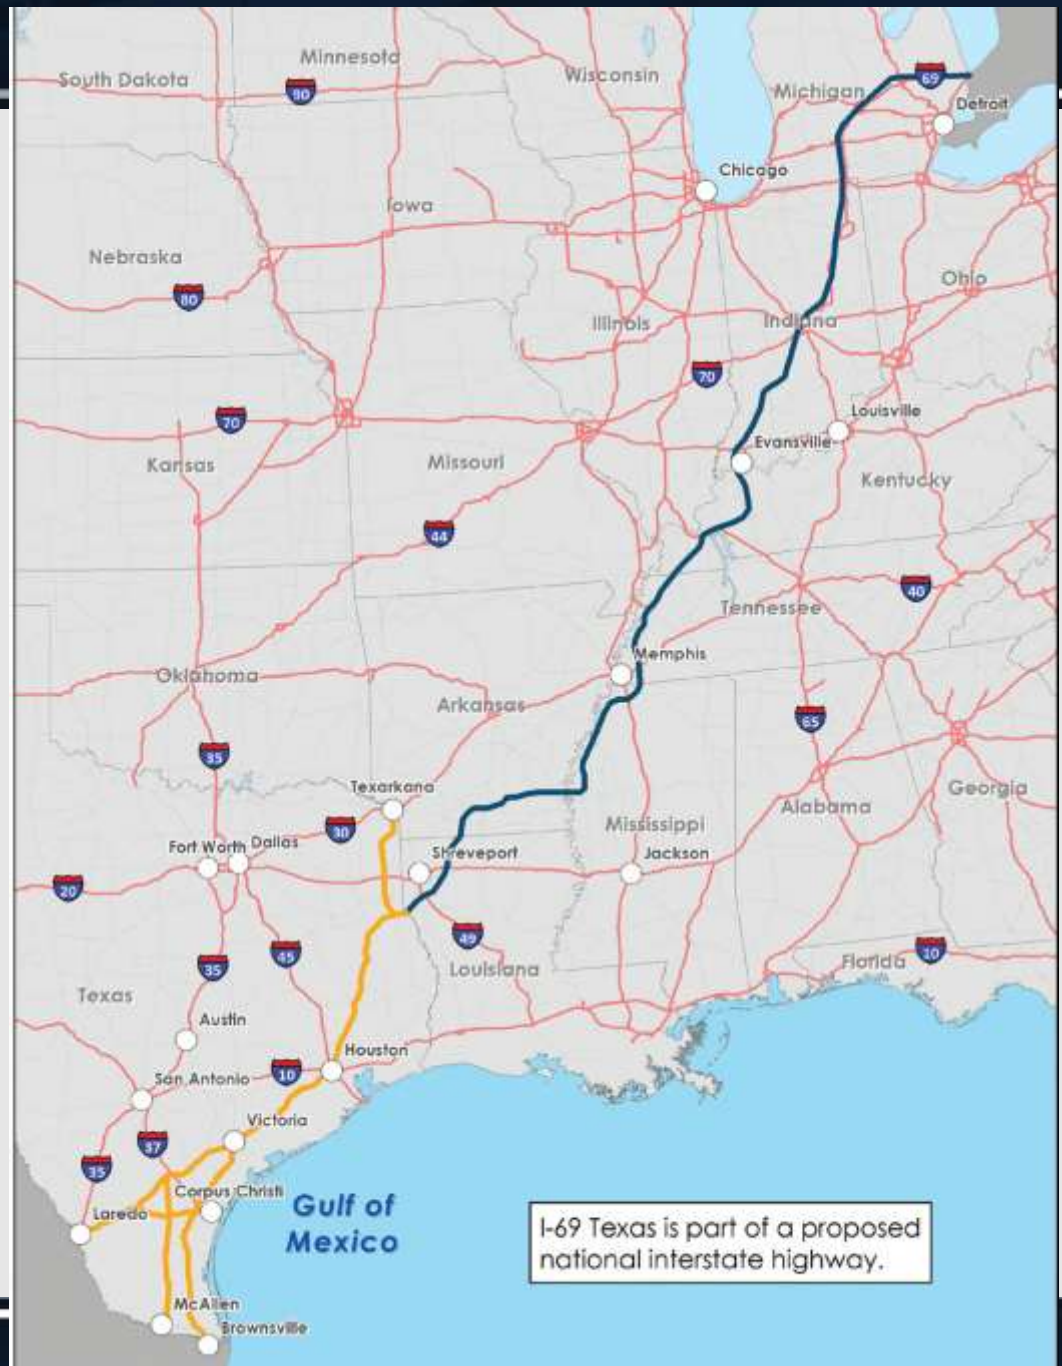 Minnesota
South Dakota
Wisconsin
90
69
Michigan
Detroit
Chicago
Iowa
Nebraska
80
Ohio
Illinois
Indiana
70
70
Louisville
Evansville
Kansas
Missouri
Kentucky
44
40
Tennessee
Memphis
Oklahoma
Arkansas
65
35
Texarkana
Georgia
Alabama
30
Mississippi
Fort Worth
Dallas
Shreveport
Jackson
20
49
45
35
10
Florida
Louisiana
Texas
Austin
Houston
San Antonio
10
Victoria
37
35
Corpus Christi
Laredo
Gulf of
Mexico
I-69 Texas is part of a proposed
national interstate highway.
McAllen
Brownsville